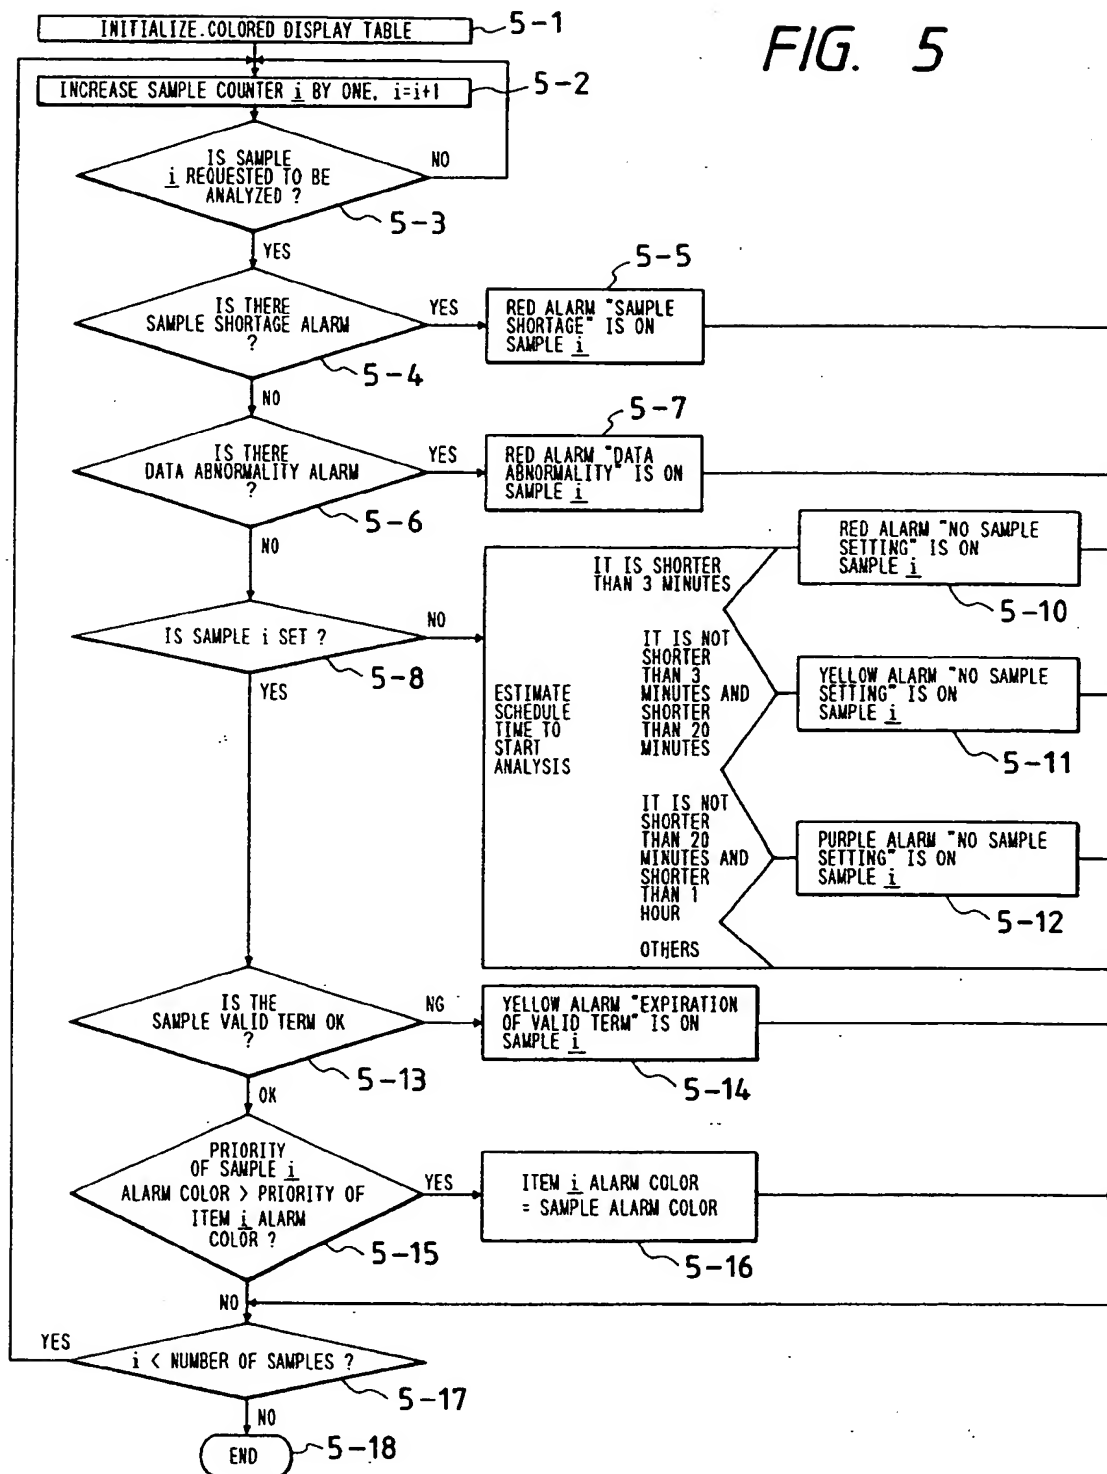 FIG. 5
INITIALIZE.COLORED DISPLAY TABLE
5-1
INCREASE SAMPLE COUNTER i BY ONE, i=i+1
5-2
IS SAMPLE
i REQUESTED TO BE
ANALYZED ?
NO
5-3
YES
IS THERE
SAMPLE SHORTAGE ALARM
?
YES
5-4
5-5
RED ALARM "SAMPLE
SHORTAGE" IS ON
SAMPLE i
NO
IS THERE
DATA ABNORMALITY ALARM
?
YES
5-6
5-7
RED ALARM "DATA
ABNORMALITY" IS ON
SAMPLE i
NO
IS SAMPLE i SET ?
NO
5-8
YES
ESTIMATE
SCHEDULE
TIME TO
START
ANALYSIS
IT IS SHORTER
THAN 3 MINUTES
RED ALARM "NO SAMPLE
SETTING" IS ON
SAMPLE i
5-10
IT IS NOT
SHORTER
THAN 3
MINUTES AND
SHORTER
THAN 20
MINUTES
YELLOW ALARM "NO SAMPLE
SETTING" IS ON
SAMPLE i
5-11
IT IS NOT
SHORTER
THAN 20
MINUTES AND
SHORTER
THAN 1
HOUR
PURPLE ALARM "NO SAMPLE
SETTING" IS ON
SAMPLE i
5-12
OTHERS
IS THE
SAMPLE VALID TERM OK
?
NG
5-13
YELLOW ALARM "EXPIRATION
OF VALID TERM" IS ON
SAMPLE i
5-14
OK
PRIORITY
OF SAMPLE i
ALARM COLOR > PRIORITY OF
ITEM i ALARM
COLOR ?
YES
5-15
ITEM i ALARM COLOR
= SAMPLE ALARM COLOR
5-16
NO
YES
i < NUMBER OF SAMPLES ?
5-17
NO
END
5-18